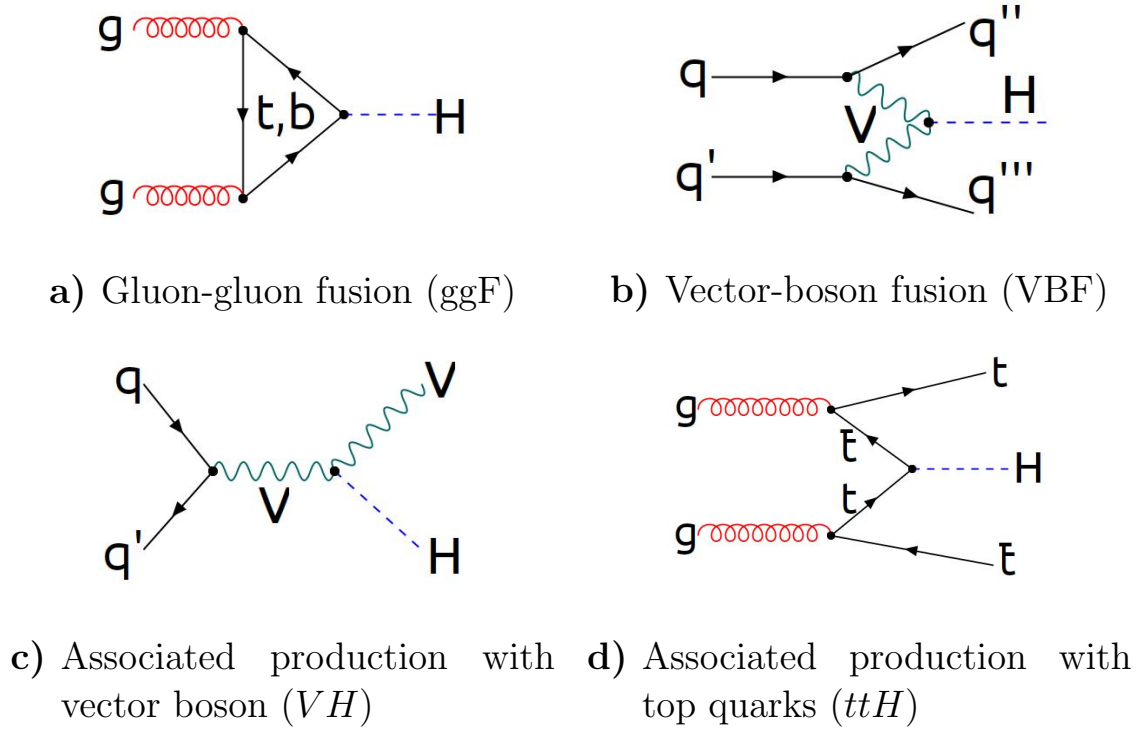 g
t,b
H
g
a) Gluon-gluon fusion (ggF)
q
q''
V
H
q'
q'''
b) Vector-boson fusion (VBF)
q
V
V
q'
H
c) Associated production with
vector boson (VH)
g
t
t̄
H
t
g
t̄
d) Associated production with
top quarks (ttH)